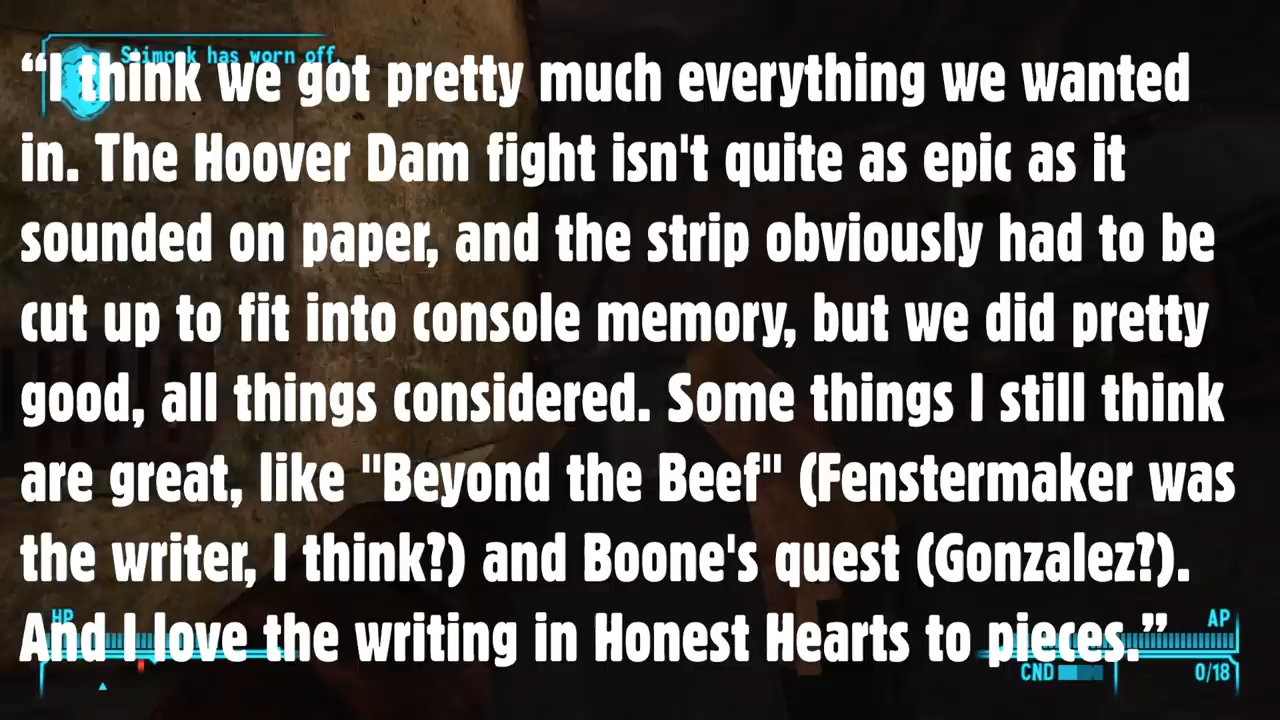 Stimpak has worn off.
“I think we got pretty much everything we wanted
in. The Hoover Dam fight isn't quite as epic as it
sounded on paper, and the strip obviously had to be
cut up to fit into console memory, but we did pretty
good, all things considered. Some things I still think
are great, like "Beyond the Beef" (Fenstermaker was
the writer, I think?) and Boone's quest (Gonzalez?).
And I love the writing in Honest Hearts to pieces.”
HP
AP
CND
0/18